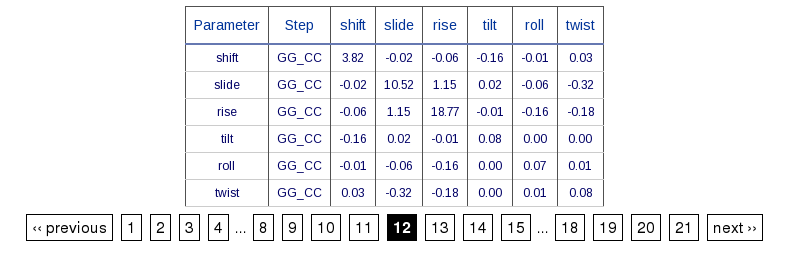 Parameter Step shift slide rise tilt roll twist
shift GG_CC 3.82 -0.02 -0.06 -0.16 -0.01 0.03
slide GG_CC -0.02 10.52 1.15 0.02 -0.06 -0.32
rise GG_CC -0.06 1.15 18.77 -0.01 -0.16 -0.18
tilt GG_CC -0.16 0.02 -0.01 0.08 0.00 0.00
roll GG_CC -0.01 -0.06 -0.16 0.00 0.07 0.01
twist GG_CC 0.03 -0.32 -0.18 0.00 0.01 0.08
‹‹ previous 1 2 3 4 ... 8 9 10 11 12 13 14 15 ... 18 19 20 21 next ››